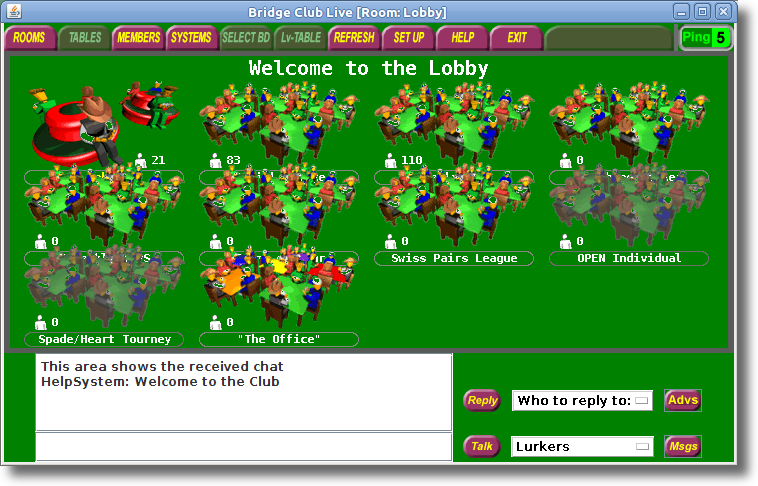 Bridge Club Live [Room: Lobby]
ROOMS TABLES MEMBERS SYSTEMS SELECT BD Lv-TABLE REFRESH SET UP HELP EXIT Ping 5
Welcome to the Lobby
21 83 110 0
0 0 0 0
Swiss Pairs League OPEN Individual
0 0
Spade/Heart Tourney "The Office"
This area shows the received chat
HelpSystem: Welcome to the Club
Reply Who to reply to: Advs
Talk Lurkers Msgs